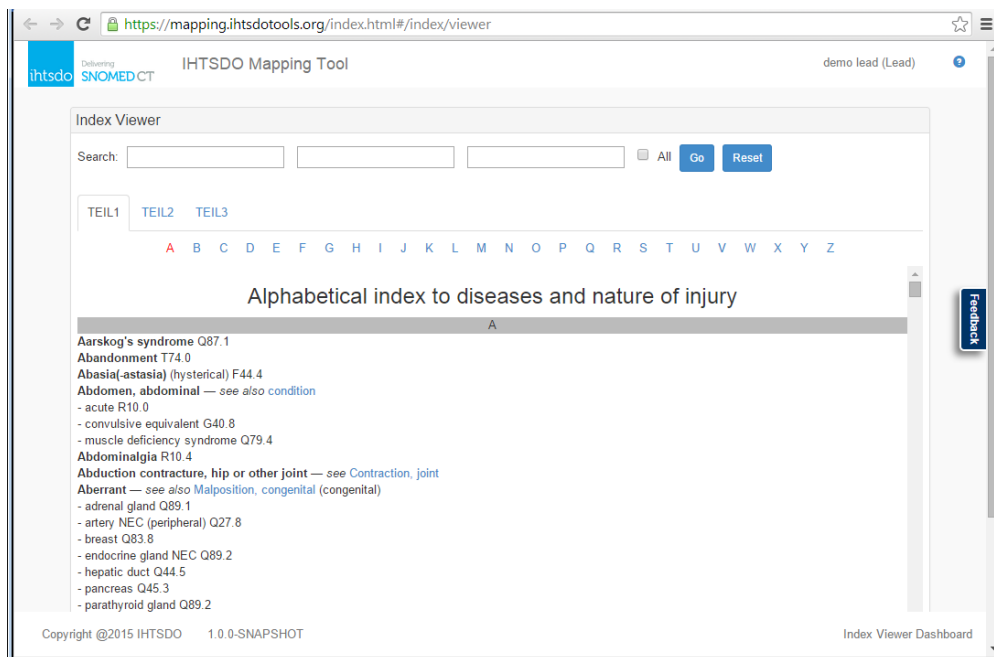 https://mapping.ihtsdotools.org/index.html#/index/viewer
ihtsdo Delivering SNOMED CT IHTSDO Mapping Tool demo lead (Lead) ?
Index Viewer
Search: All Go Reset
TEIL1 TEIL2 TEIL3
A B C D E F G H I J K L M N O P Q R S T U V W X Y Z
Alphabetical index to diseases and nature of injury
A
Aarskog's syndrome Q87.1
Abandonment T74.0
Abasia(-astasia) (hysterical) F44.4
Abdomen, abdominal — see also condition
- acute R10.0
- convulsive equivalent G40.8
- muscle deficiency syndrome Q79.4
Abdominalgia R10.4
Abduction contracture, hip or other joint — see Contraction, joint
Aberrant — see also Malposition, congenital (congenital)
- adrenal gland Q89.1
- artery NEC (peripheral) Q27.8
- breast Q83.8
- endocrine gland NEC Q89.2
- hepatic duct Q44.5
- pancreas Q45.3
- parathyroid gland Q89.2
Feedback
Copyright @2015 IHTSDO 1.0.0-SNAPSHOT Index Viewer Dashboard